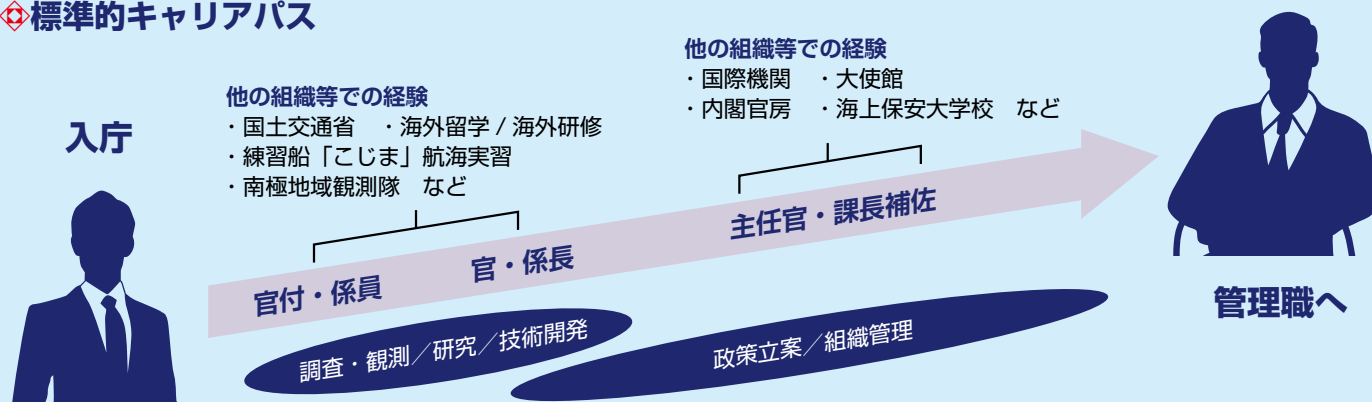 標準的キャリアパス
入庁
他の組織等での経験
・国土交通省　・海外留学 / 海外研修
・練習船「こじま」航海実習
・南極地域観測隊　など
他の組織等での経験
・国際機関　・大使館
・内閣官房　・海上保安大学校　など
官付・係員
官・係長
主任官・課長補佐
調査・観測／研究／技術開発
政策立案／組織管理
管理職へ